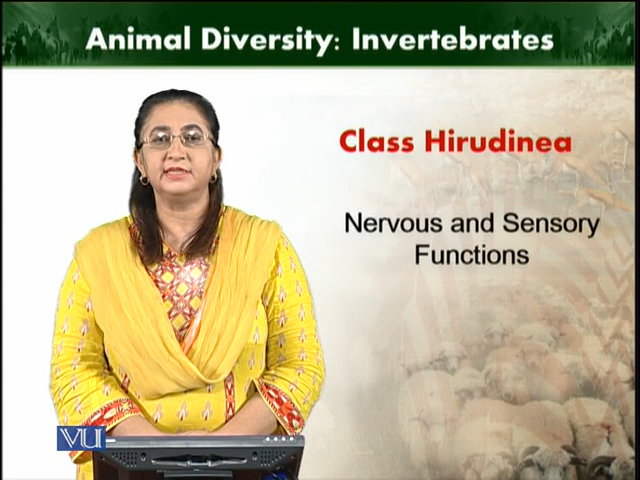 Animal Diversity: Invertebrates
Class Hirudinea
Nervous and Sensory
Functions
VU